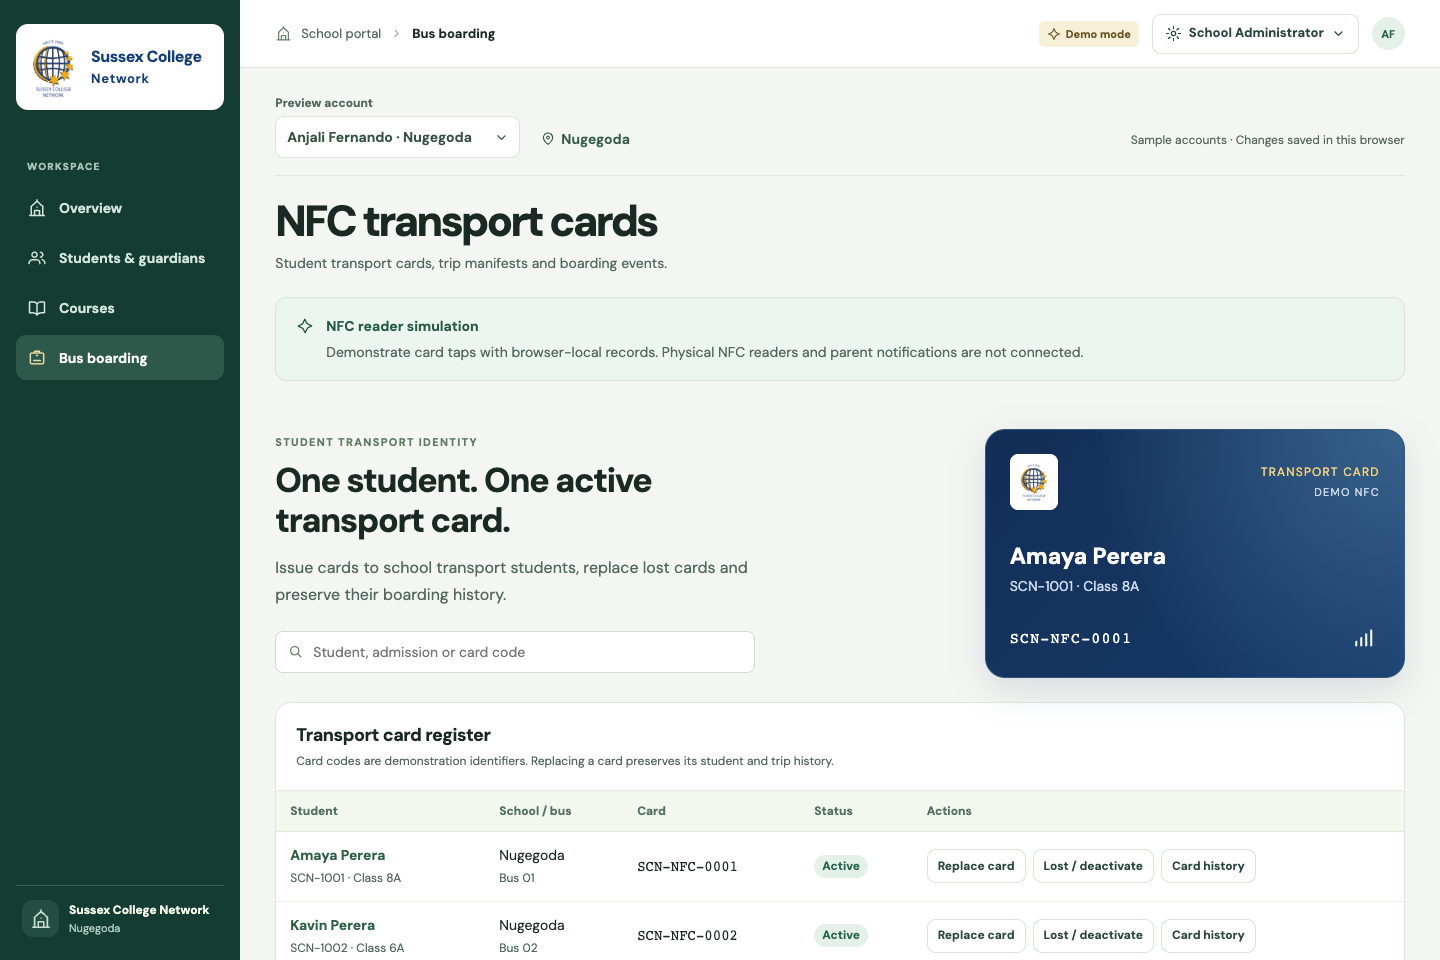 Sussex College
Network
SUSSEX COLLEGE
NETWORK
WORKSPACE
Overview
Students & guardians
Courses
Bus boarding
Sussex College Network
Nugegoda
School portal > Bus boarding
Demo mode
School Administrator
AF
Preview account
Anjali Fernando · Nugegoda
Nugegoda
Sample accounts · Changes saved in this browser
NFC transport cards
Student transport cards, trip manifests and boarding events.
NFC reader simulation
Demonstrate card taps with browser-local records. Physical NFC readers and parent notifications are not connected.
STUDENT TRANSPORT IDENTITY
One student. One active
transport card.
Issue cards to school transport students, replace lost cards and
preserve their boarding history.
Student, admission or card code
TRANSPORT CARD
DEMO NFC
Amaya Perera
SCN-1001 · Class 8A
SCN-NFC-0001
Transport card register
Card codes are demonstration identifiers. Replacing a card preserves its student and trip history.
Student School / bus Card Status Actions
Amaya Perera Nugegoda SCN-NFC-0001 Active Replace card Lost / deactivate Card history
SCN-1001 · Class 8A Bus 01
Kavin Perera Nugegoda SCN-NFC-0002 Active Replace card Lost / deactivate Card history
SCN-1002 · Class 6A Bus 02